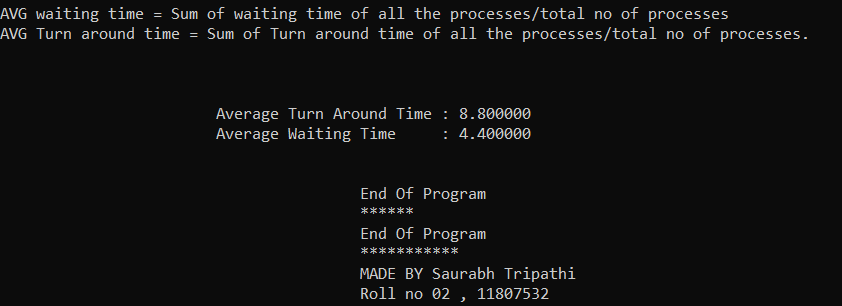 AVG waiting time = Sum of waiting time of all the processes/total no of processes
AVG Turn around time = Sum of Turn around time of all the processes/total no of processes.
Average Turn Around Time : 8.800000
Average Waiting Time     : 4.400000
End Of Program
******
End Of Program
***********
MADE BY Saurabh Tripathi
Roll no 02 , 11807532